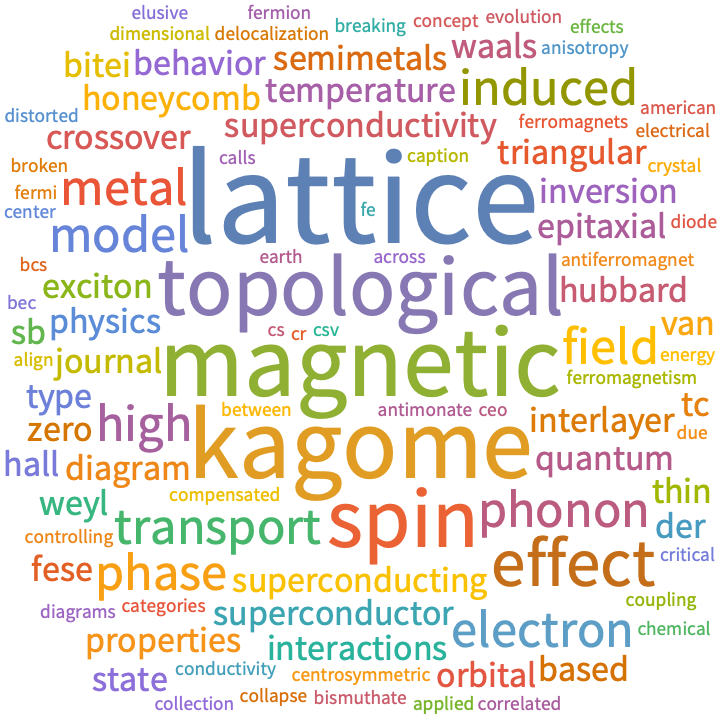 elusive fermion
dimensional delocalization breaking concept evolution effects
bitei behavior semimetals waals anisotropy
honeycomb temperature induced
distorted crossover superconductivity ferromagnets american
electrical
broken calls caption triangular crystal
fermi metal lattice inversion
center model fe epitaxial diode
bcs earth across antiferromagnet
exciton topological hubbard
bec sb physics cs cr csv field van
align journal magnetic energy
ferromagnetism
type between antimonate ceo tc
zero high kagome interlayer due
hall diagram quantum
compensated thin
weyl transport spin phonon der
controlling
fese phase superconducting effect critical
coupling
diagrams categories superconductor electron chemical
properties interactions
state conductivity centrosymmetric orbital based
collection collapse bismuthate applied correlated